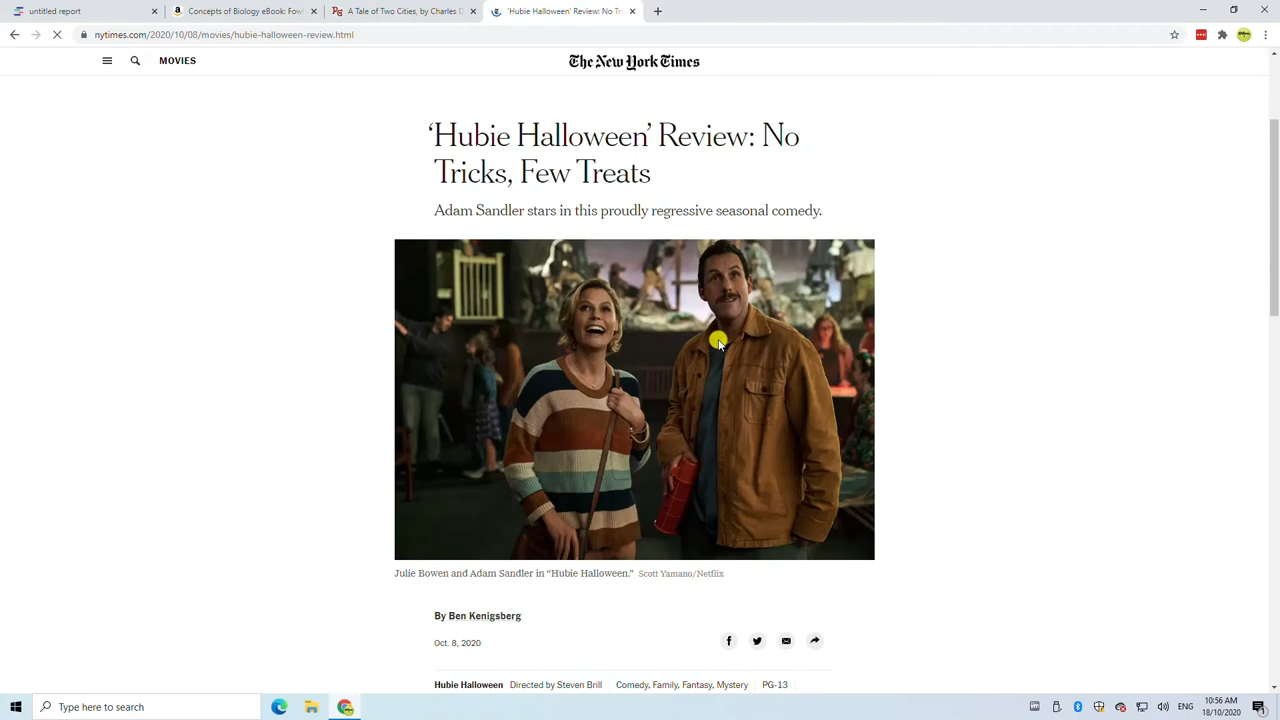 untitled report
Concepts of Biology eBook: Fowl
A Tale of Two Cities, by Charles D
'Hubie Halloween' Review: No Tr
nytimes.com/2020/10/08/movies/hubie-halloween-review.html
MOVIES
The New York Times
‘Hubie Halloween’ Review: No
Tricks, Few Treats
Adam Sandler stars in this proudly regressive seasonal comedy.
Julie Bowen and Adam Sandler in “Hubie Halloween.” Scott Yamano/Netflix
By Ben Kenigsberg
Oct. 8, 2020
Hubie Halloween Directed by Steven Brill Comedy, Family, Fantasy, Mystery PG-13
Type here to search
ENG
10:56 AM
18/10/2020